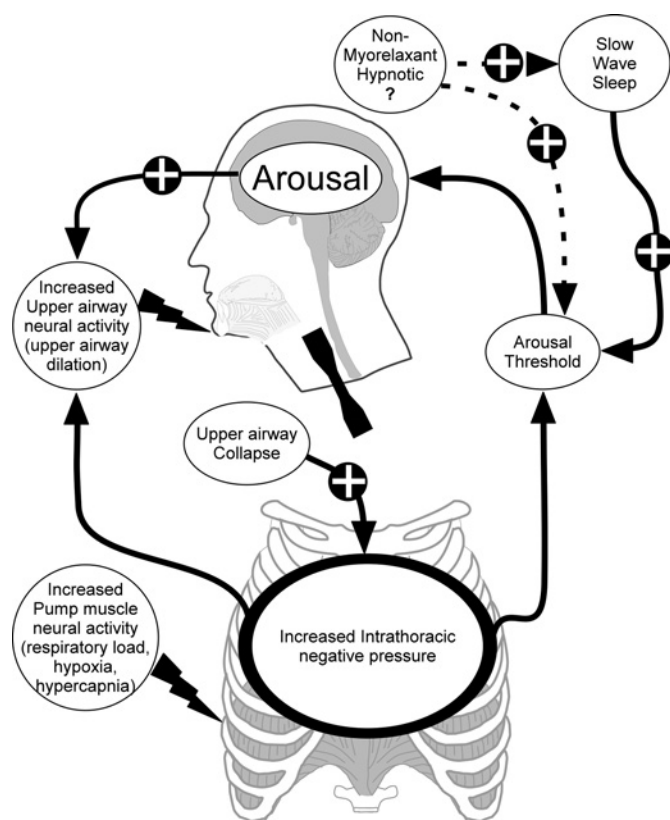 Non-
Myorelaxant
Hypnotic
?
Slow
Wave
Sleep
Arousal
Increased
Upper airway
neural activity
(upper airway
dilation)
Arousal
Threshold
Upper airway
Collapse
Increased
Pump muscle
neural activity
(respiratory load,
hypoxia,
hypercapnia)
Increased Intrathoracic
negative pressure